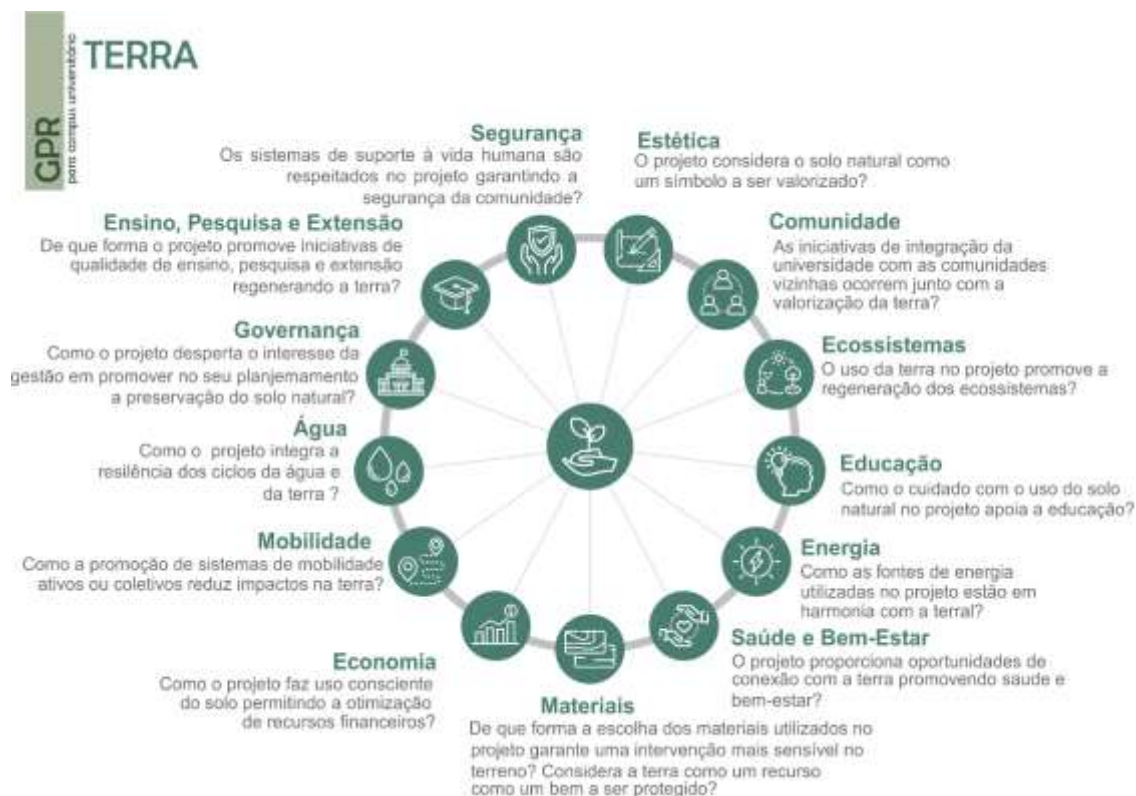 GPR
para campus universitário
TERRA
Segurança
Os sistemas de suporte à vida humana são
respeitados no projeto garantindo a
segurança da comunidade?
Estética
O projeto considera o solo natural como
um símbolo a ser valorizado?
Comunidade
As iniciativas de integração da
universidade com as comunidades
vizinhas ocorrem junto com a
valorização da terra?
Ecossistemas
O uso da terra no projeto promove a
regeneração dos ecossistemas?
Educação
Como o cuidado com o uso do solo
natural no projeto apoia a educação?
Energia
Como as fontes de energia
utilizadas no projeto estão em
harmonia com a terral?
Saúde e Bem-Estar
O projeto proporciona oportunidades de
conexão com a terra promovendo saude e
bem-estar?
Materiais
De que forma a escolha dos materiais utilizados no
projeto garante uma intervenção mais sensível no
terreno? Considera a terra como um recurso
como um bem a ser protegido?
Economia
Como o projeto faz uso consciente
do solo permitindo a otimização
de recursos financeiros?
Mobilidade
Como a promoção de sistemas de mobilidade
ativos ou coletivos reduz impactos na terra?
Água
Como o projeto integra a
resilência dos ciclos da água e
da terra ?
Governança
Como o projeto desperta o interesse da
gestão em promover no seu planjemamento
a preservação do solo natural?
Ensino, Pesquisa e Extensão
De que forma o projeto promove iniciativas de
qualidade de ensino, pesquisa e extensão
regenerando a terra?